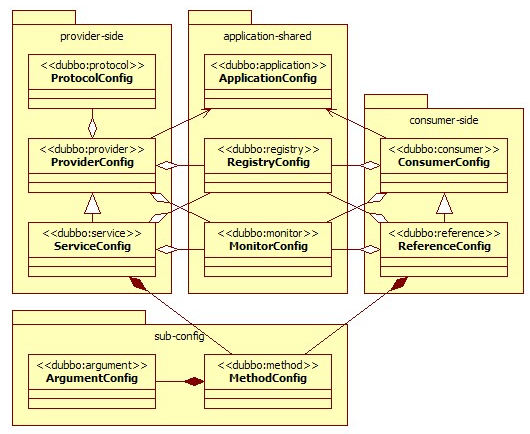 provider-side
<<dubbo:protocol>>
ProtocolConfig
<<dubbo:provider>>
ProviderConfig
<<dubbo:service>>
ServiceConfig
application-shared
<<dubbo:application>>
ApplicationConfig
<<dubbo:registry>>
RegistryConfig
<<dubbo:monitor>>
MonitorConfig
consumer-side
<<dubbo:consumer>>
ConsumerConfig
<<dubbo:reference>>
ReferenceConfig
sub-config
<<dubbo:argument>>
ArgumentConfig
<<dubbo:method>>
MethodConfig